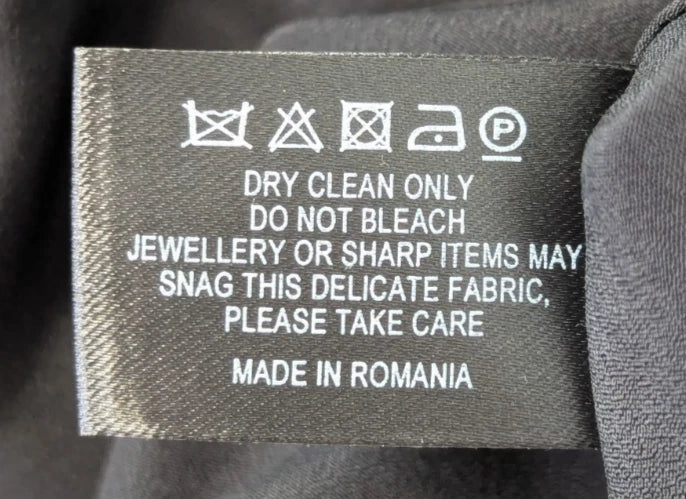 P
DRY CLEAN ONLY
DO NOT BLEACH
JEWELLERY OR SHARP ITEMS MAY
SNAG THIS DELICATE FABRIC,
PLEASE TAKE CARE
MADE IN ROMANIA